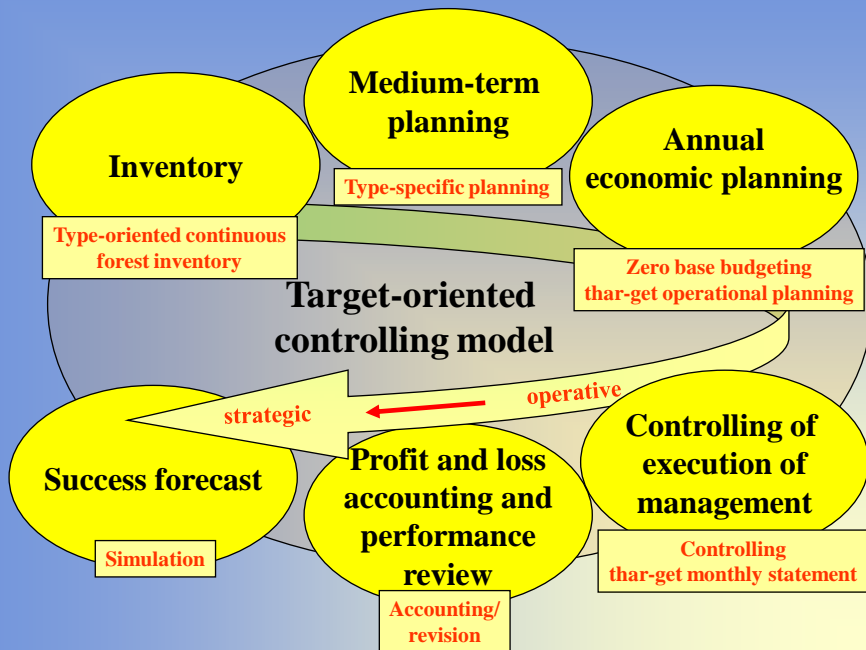 Medium-term
planning
Type-specific planning
Inventory
Type-oriented continuous
forest inventory
Annual
economic planning
Zero base budgeting
thar-get operational planning
Target-oriented
controlling model
strategic
operative
Success forecast
Simulation
Profit and loss
accounting and
performance
review
Accounting/
revision
Controlling of
execution of
management
Controlling
thar-get monthly statement